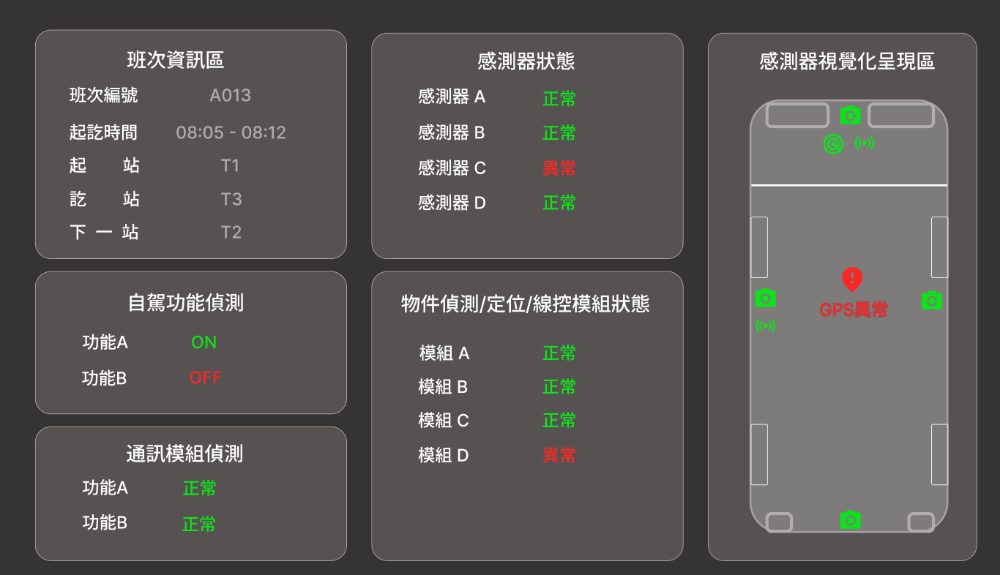 班次資訊區
班次編號 A013
起訖時間 08:05 - 08:12
起 站 T1
訖 站 T3
下 一 站 T2
自駕功能偵測
功能A ON
功能B OFF
通訊模組偵測
功能A 正常
功能B 正常
感測器狀態
感測器 A 正常
感測器 B 正常
感測器 C 異常
感測器 D 正常
物件偵測/定位/線控模組狀態
模組 A 正常
模組 B 正常
模組 C 正常
模組 D 異常
感測器視覺化呈現區
GPS異常